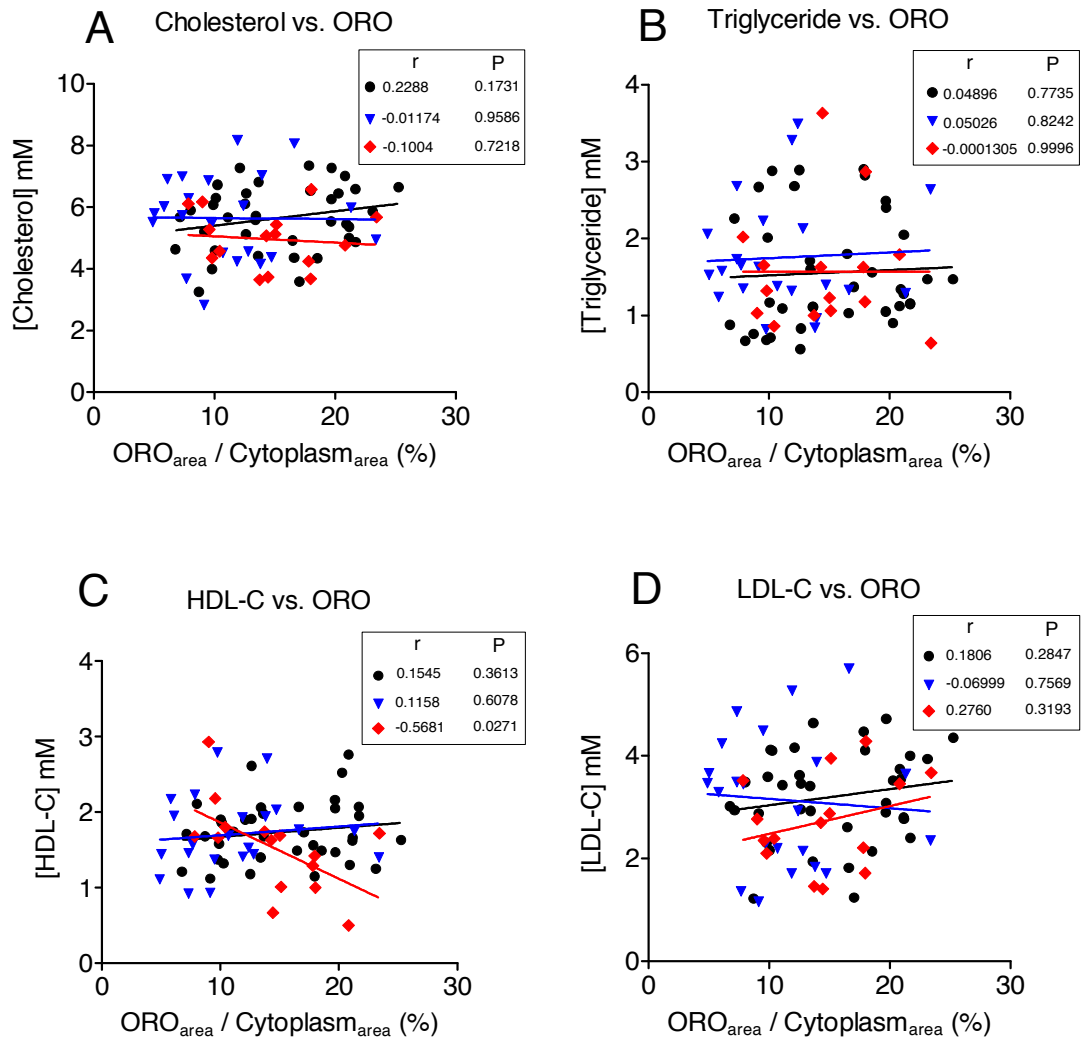 A Cholesterol vs. ORO
r P
0.2288 0.1731
-0.01174 0.9586
-0.1004 0.7218
[Cholesterol] mM
10
8
6
4
2
0
0 10 20 30
OROarea / Cytoplasmarea (%)
B Triglyceride vs. ORO
r P
0.04896 0.7735
0.05026 0.8242
-0.0001305 0.9996
[Triglyceride] mM
4
3
2
1
0
0 10 20 30
OROarea / Cytoplasmarea (%)
C HDL-C vs. ORO
r P
0.1545 0.3613
0.1158 0.6078
-0.5681 0.0271
[HDL-C] mM
4
3
2
1
0
0 10 20 30
OROarea / Cytoplasmarea (%)
D LDL-C vs. ORO
r P
0.1806 0.2847
-0.06999 0.7569
0.2760 0.3193
[LDL-C] mM
6
4
2
0
0 10 20 30
OROarea / Cytoplasmarea (%)